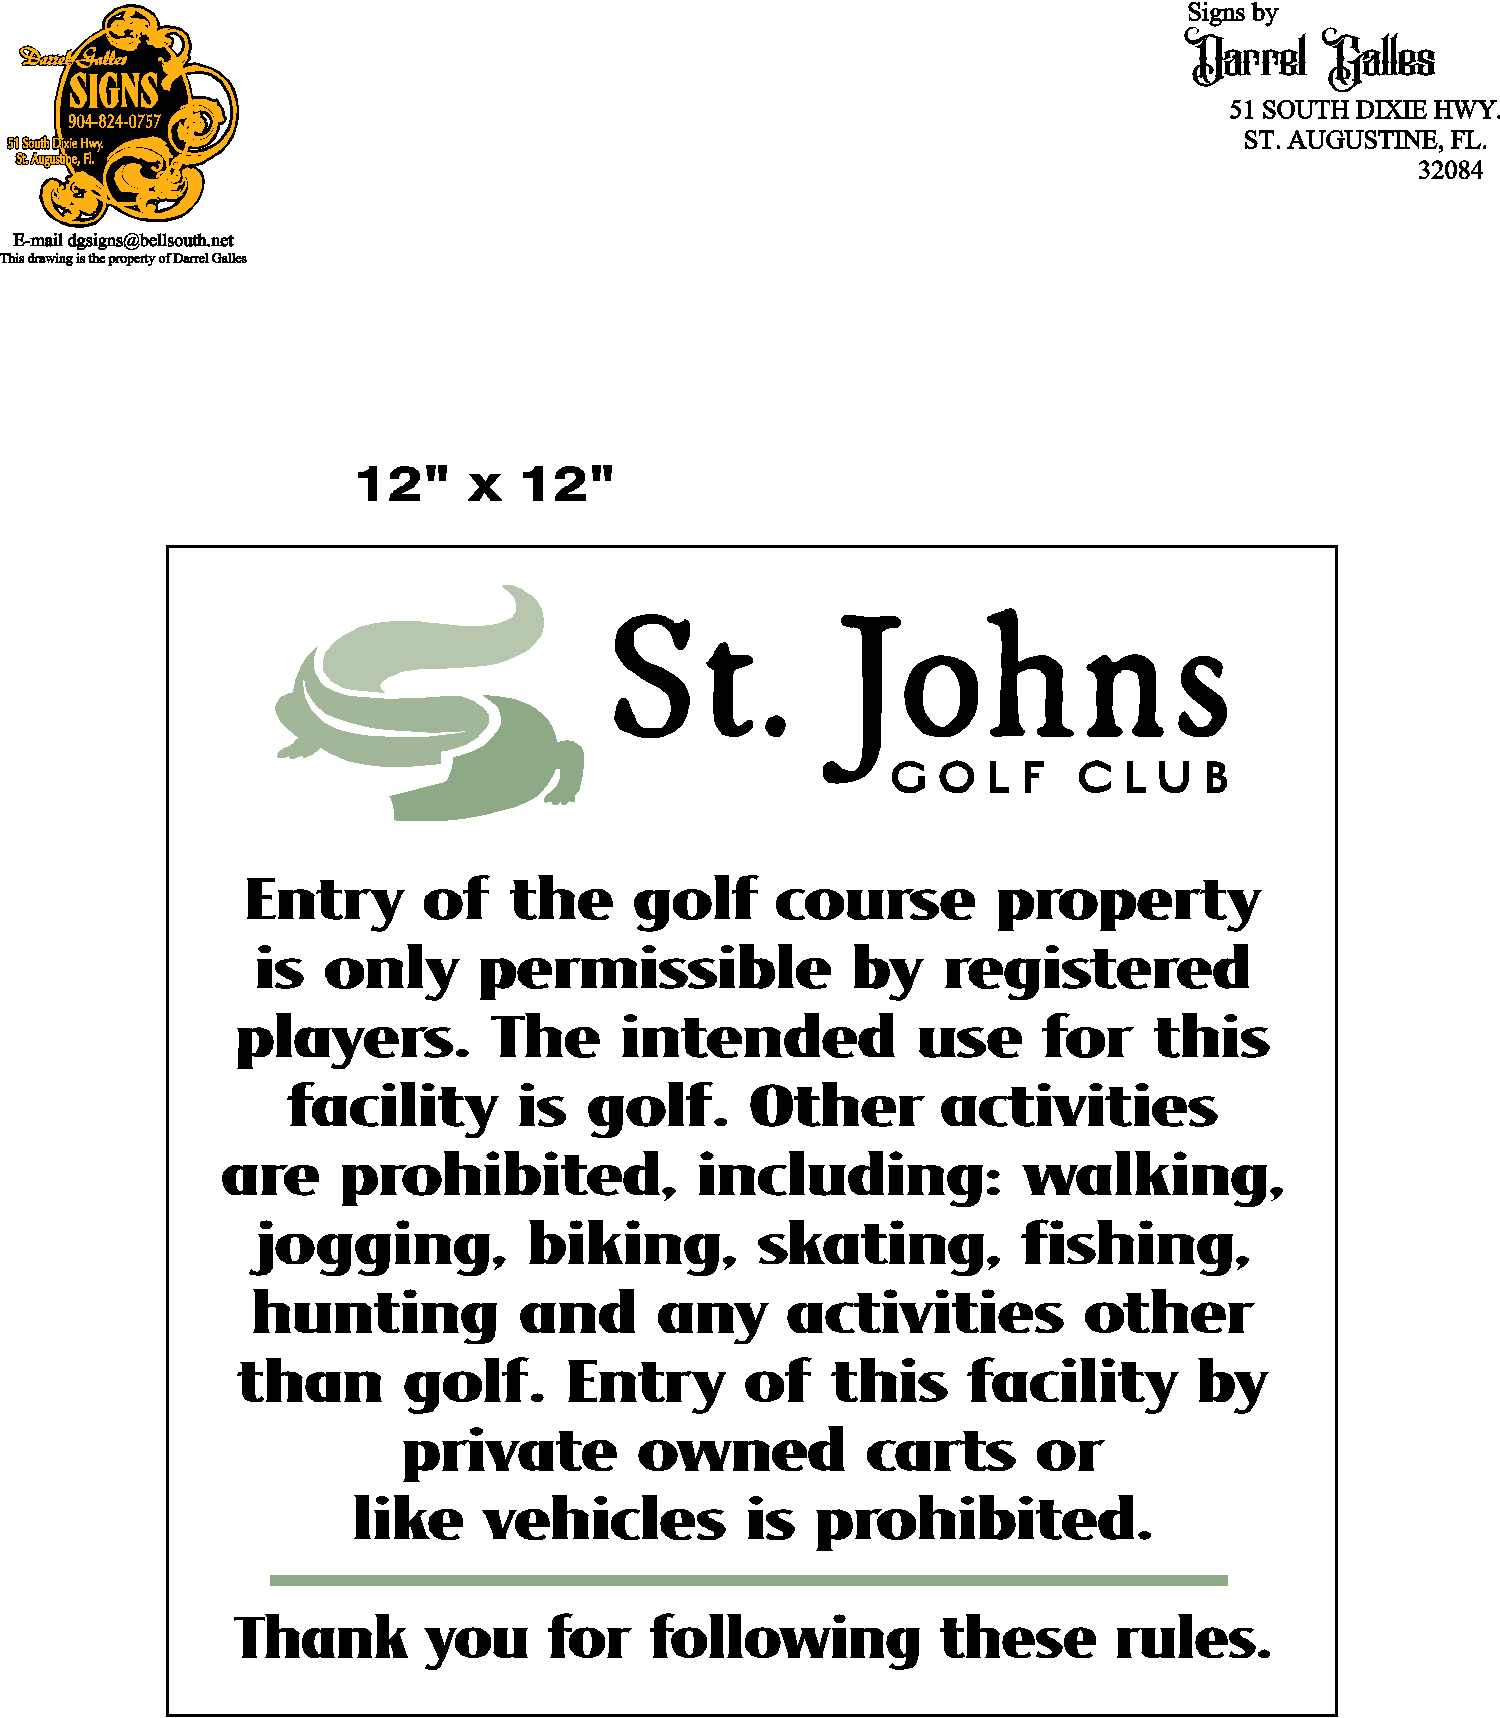 Darrel Galles
SIGNS
904-824-0757
51 South Dixie Hwy.
St. Augustine, Fl.
E-mail dgsigns@bellsouth.net
This drawing is the property of Darrel Galles
Signs by
Darrel Galles
51 SOUTH DIXIE HWY.
ST. AUGUSTINE, FL.
32084
12" x 12"
St. Johns
GOLF CLUB
Entry of the golf course property
is only permissible by registered
players. The intended use for this
facility is golf. Other activities
are prohibited, including: walking,
jogging, biking, skating, fishing,
hunting and any activities other
than golf. Entry of this facility by
private owned carts or
like vehicles is prohibited.
Thank you for following these rules.